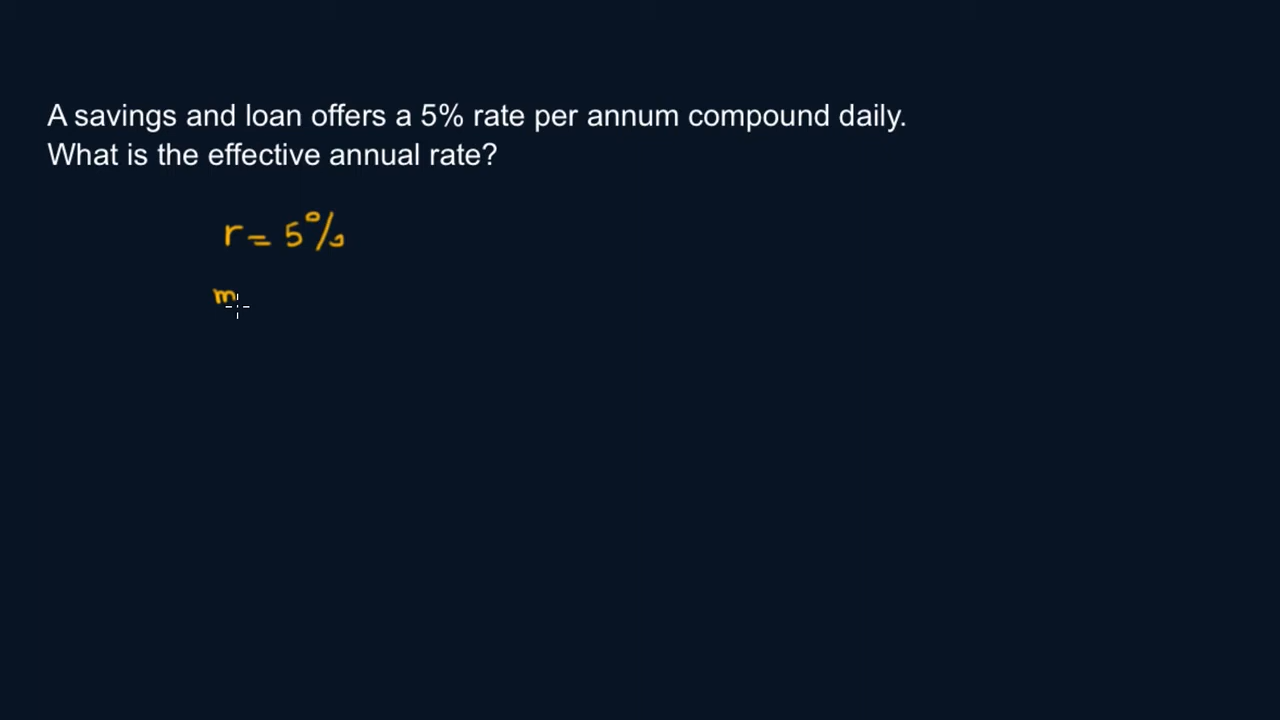 A savings and loan offers a 5% rate per annum compound daily.
What is the effective annual rate?
r = 5%
m